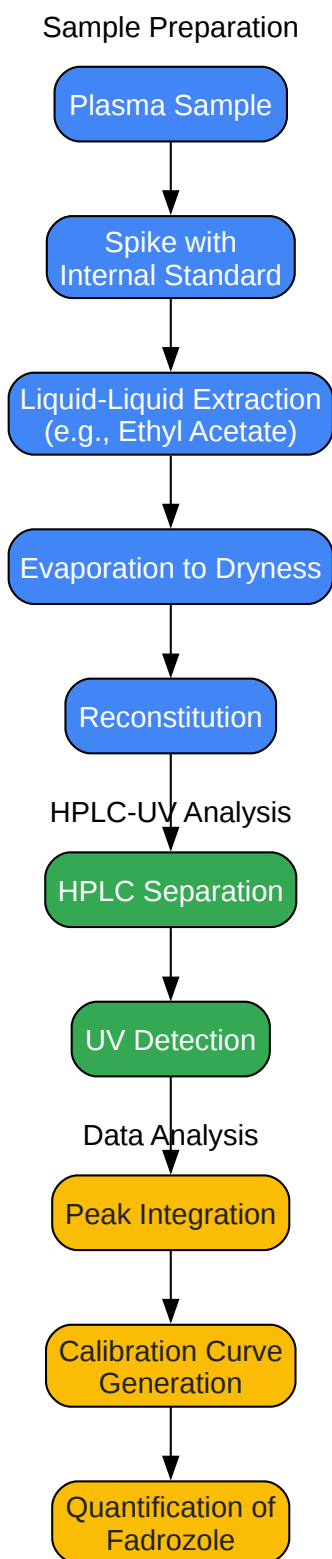 Sample Preparation
Plasma Sample
Spike with
Internal Standard
Liquid-Liquid Extraction
(e.g., Ethyl Acetate)
Evaporation to Dryness
Reconstitution
HPLC-UV Analysis
HPLC Separation
UV Detection
Data Analysis
Peak Integration
Calibration Curve
Generation
Quantification of
Fadrozole